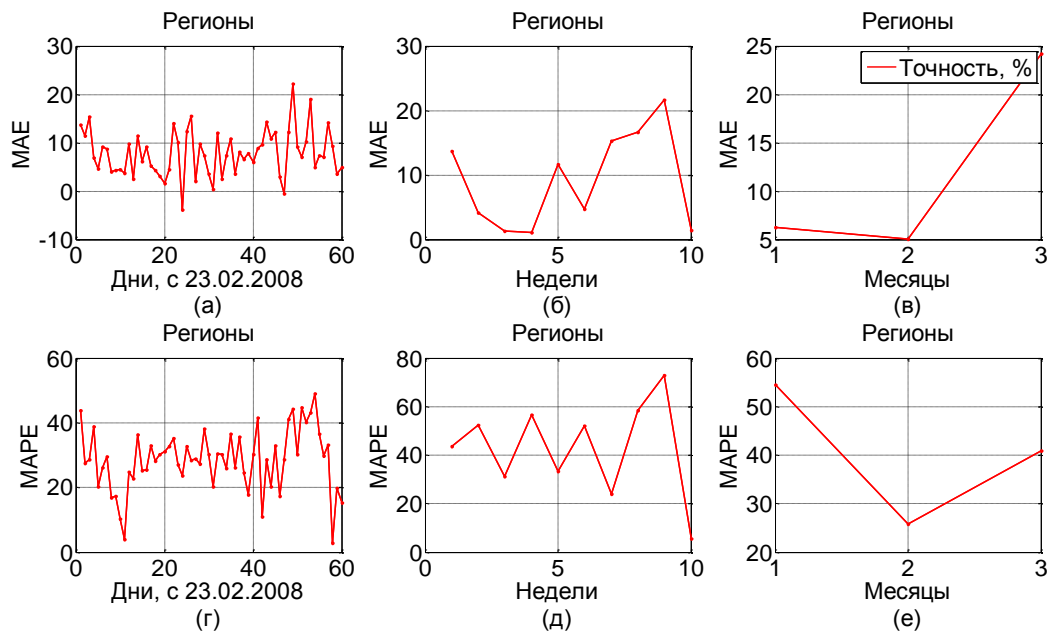 Регионы
Регионы
Регионы
30
20
10
0
-10
MAE
0
20
40
60
Дни, с 23.02.2008
(а)
30
20
10
0
MAE
0
5
10
Недели
(б)
25
20
15
10
5
MAE
Точность, %
1
2
3
Месяцы
(в)
Регионы
Регионы
Регионы
60
40
20
0
MAPE
0
20
40
60
Дни, с 23.02.2008
(г)
80
60
40
20
0
MAPE
0
5
10
Недели
(д)
60
50
40
30
20
MAPE
1
2
3
Месяцы
(е)